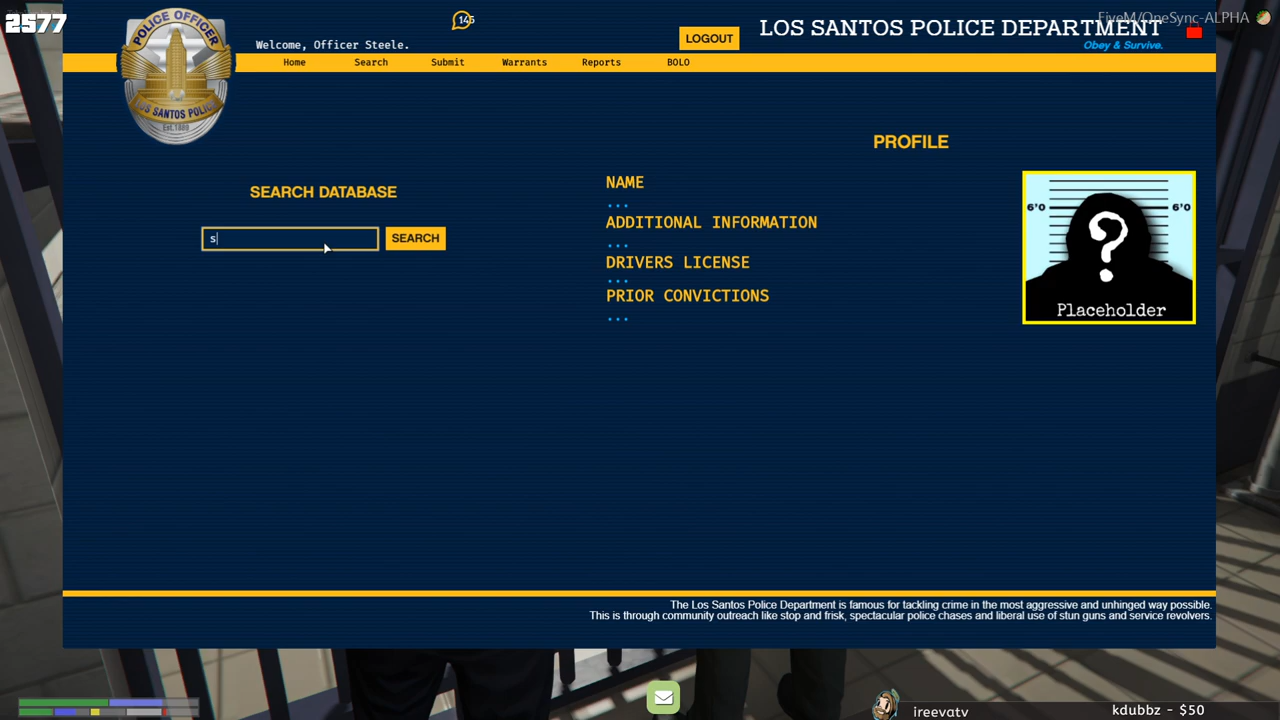 2577
POLICE OFFICER
LOS SANTOS POLICE
Est.1880
Welcome, Officer Steele.
145
LOGOUT
LOS SANTOS POLICE DEPARTMENT
FiveM/OneSync-ALPHA
Obey & Survive.
Home Search Submit Warrants Reports BOLO
PROFILE
SEARCH DATABASE
s
SEARCH
NAME
...
ADDITIONAL INFORMATION
...
DRIVERS LICENSE
...
PRIOR CONVICTIONS
...
6'0 6'0
?
Placeholder
The Los Santos Police Department is famous for tackling crime in the most aggressive and unhinged way possible.
This is through community outreach like stop and frisk, spectacular police chases and liberal use of stun guns and service revolvers.
ireevatv
kdubbz - $50